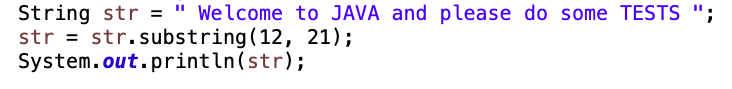 String str = " Welcome to JAVA and please do some TESTS ";
str = str.substring(12, 21);
System.out.println(str);